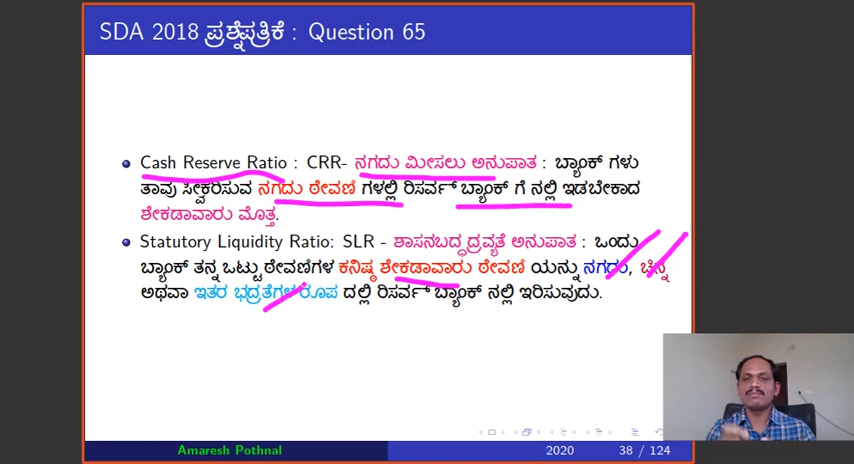 SDA 2018 ಪ್ರಶ್ನೆಪತ್ರಿಕೆ : Question 65
Cash Reserve Ratio : CRR- ನಗದು ಮೀಸಲು ಅನುಪಾತ : ಬ್ಯಾಂಕ್ ಗಳು
ತಾವು ಸ್ವೀಕರಿಸುವ ನಗದು ಠೇವಣಿ ಗಳಲ್ಲಿ ರಿಸರ್ವ್ ಬ್ಯಾಂಕ್ ಗೆ ನಲ್ಲಿ ಇಡಬೇಕಾದ
ಶೇಕಡಾವಾರು ಮೊತ್ತ.
Statutory Liquidity Ratio: SLR - ಶಾಸನಬದ್ಧದ್ರವ್ಯತೆ ಅನುಪಾತ : ಒಂದು
ಬ್ಯಾಂಕ್ ತನ್ನ ಒಟ್ಟು ಠೇವಣಿಗಳ ಕನಿಷ್ಠ ಶೇಕಡಾವಾರು ಠೇವಣಿ ಯನ್ನು ನಗದು, ಚಿನ್ನ
ಅಥವಾ ಇತರ ಭದ್ರತೆಗಳ ರೂಪ ದಲ್ಲಿ ರಿಸರ್ವ್ ಬ್ಯಾಂಕ್ ನಲ್ಲಿ ಇರಿಸುವುದು.
Amaresh Pothnal 2020 38 / 124